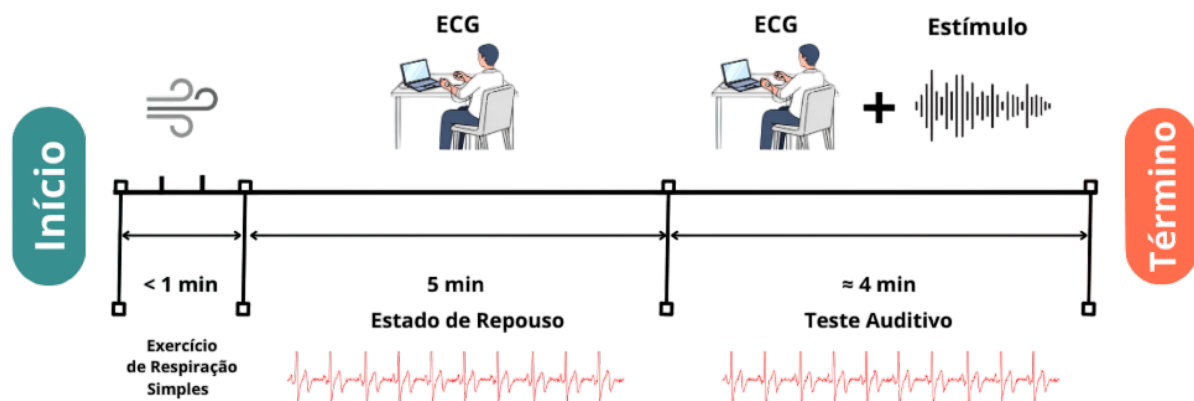 Início
ECG
ECG
Estímulo
+
Término
< 1 min
5 min
≈ 4 min
Exercício
de Respiração
Simples
Estado de Repouso
Teste Auditivo